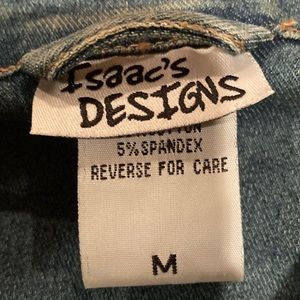 Isaac's
DESIGNS
5% SPANDEX
REVERSE FOR CARE
M